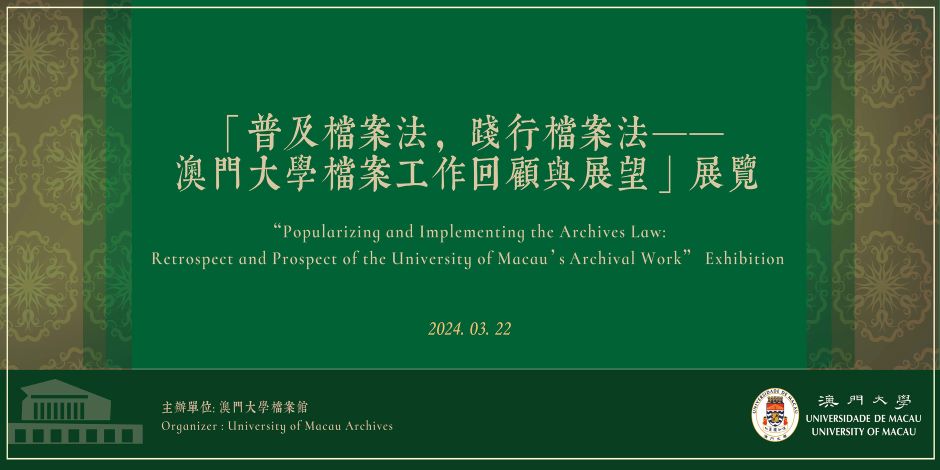 「普及檔案法，踐行檔案法——
澳門大學檔案工作回顧與展望」展覽
“Popularizing and Implementing the Archives Law:
Retrospect and Prospect of the University of Macau’s Archival Work” Exhibition
2024. 03. 22
主辦單位: 澳門大學檔案館
Organizer : University of Macau Archives
澳門大學
UNIVERSIDADE DE MACAU
UNIVERSITY OF MACAU